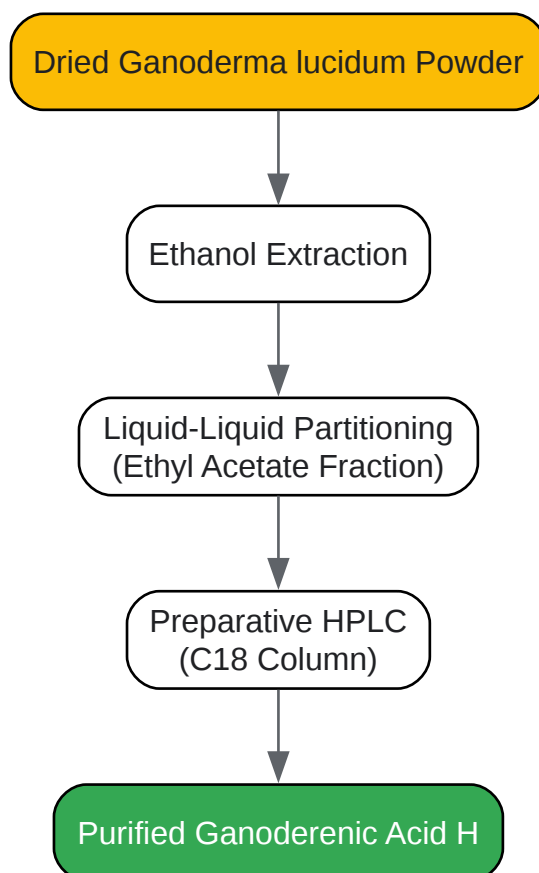 Dried Ganoderma lucidum Powder
Ethanol Extraction
Liquid-Liquid Partitioning
(Ethyl Acetate Fraction)
Preparative HPLC
(C18 Column)
Purified Ganoderenic Acid H